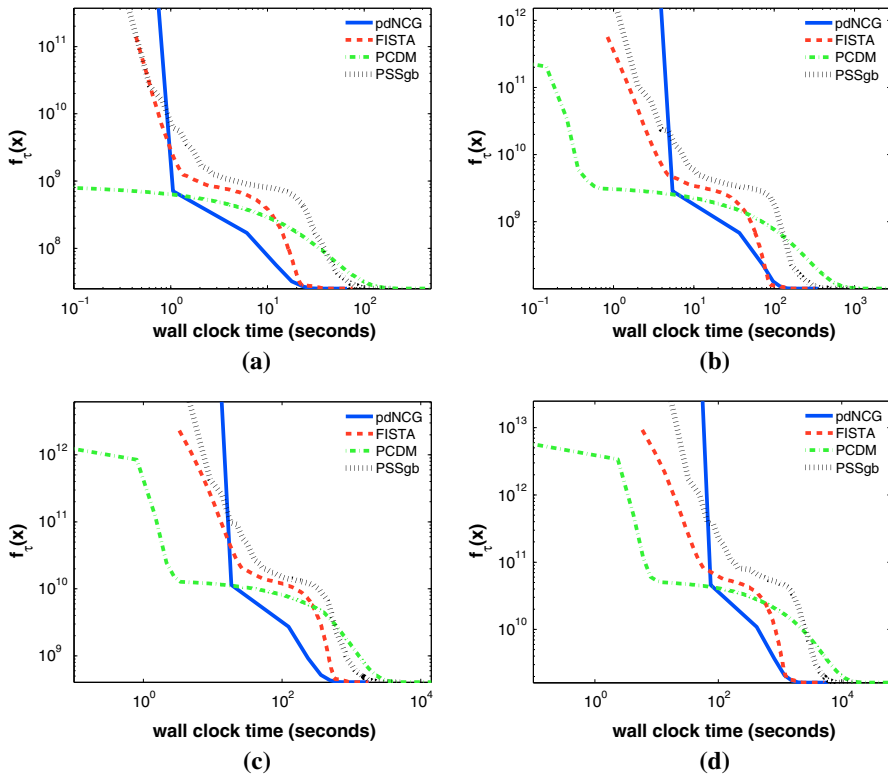 f_τ(x)
10^11
10^10
10^9
10^8
pdNCG
FISTA
PCDM
PSSgb
10^−1
10^0
10^1
10^2
wall clock time (seconds)
(a)
f_τ(x)
10^12
10^11
10^10
10^9
pdNCG
FISTA
PCDM
PSSgb
10^−1
10^0
10^1
10^2
10^3
wall clock time (seconds)
(b)
f_τ(x)
10^12
10^11
10^10
10^9
pdNCG
FISTA
PCDM
PSSgb
10^0
10^2
10^4
wall clock time (seconds)
(c)
f_τ(x)
10^13
10^12
10^11
10^10
pdNCG
FISTA
PCDM
PSSgb
10^0
10^2
10^4
wall clock time (seconds)
(d)